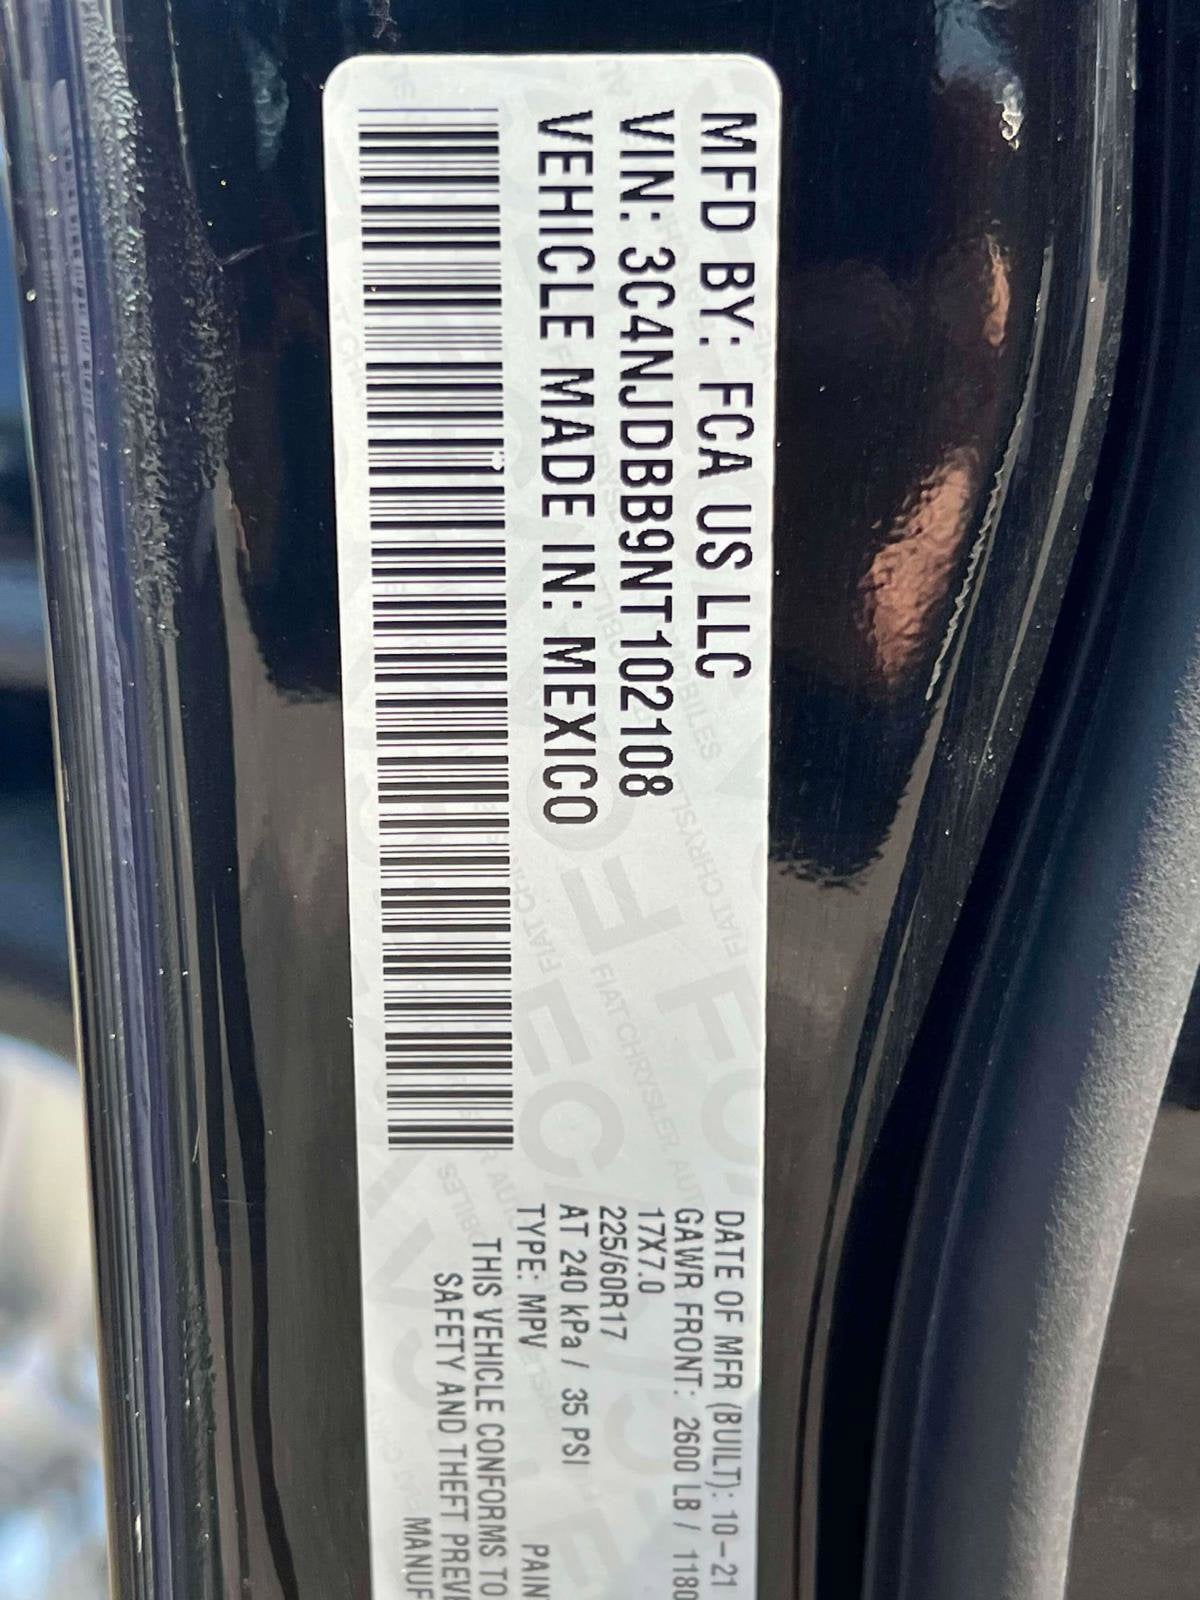 MFD BY: FCA US LLC
VIN: 3C4NJDBB9NT102108
VEHICLE MADE IN: MEXICO
DATE OF MFR (BUILT): 10-21
GAWR FRONT: 2600 LB / 1180
17X7.0
225/60R17
AT 240 kPa / 35 PSI
TYPE: MPV
THIS VEHICLE CONFORMS TO
SAFETY AND THEFT
FIAT CHRYSLER